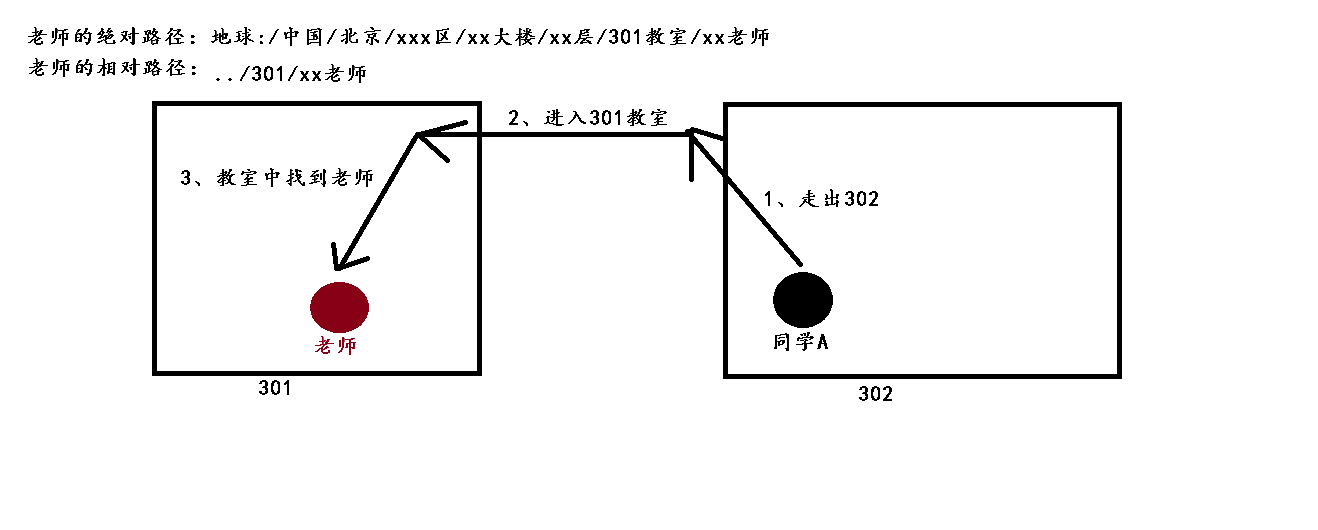 老师的绝对路径：地球:/中国/北京/xxx区/xx大楼/xx层/301教室/xx老师
老师的相对路径：../301/xx老师
2、进入301教室
3、教室中找到老师
1、走出302
老师
同学A
301
302